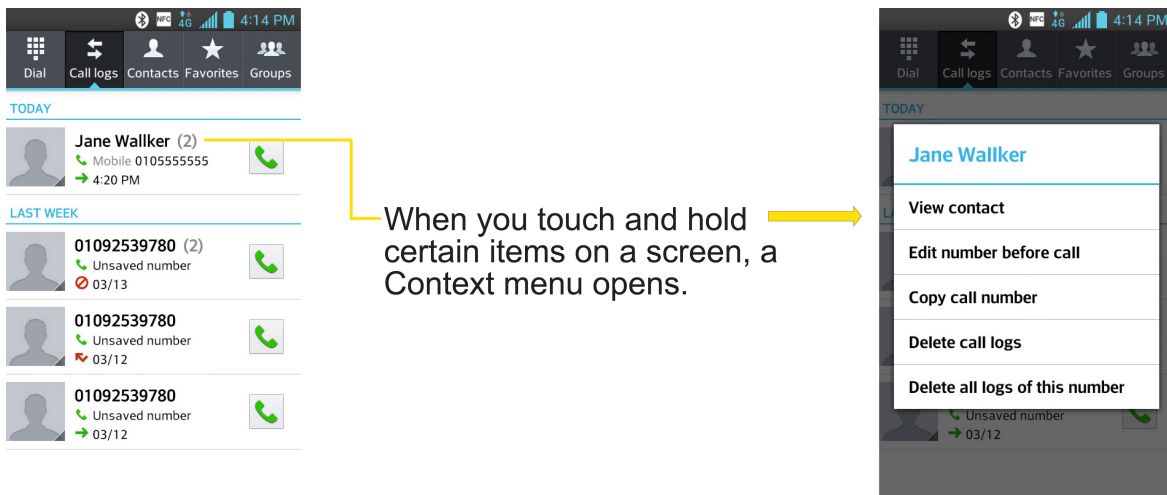 NFC 4G 4:14 PM
Dial Call logs Contacts Favorites Groups
TODAY
Jane Wallker (2)
Mobile 0105555555
4:20 PM
LAST WEEK
01092539780 (2)
Unsaved number
03/13
01092539780
Unsaved number
03/12
01092539780
Unsaved number
03/12
When you touch and hold
certain items on a screen, a
Context menu opens.
NFC 4G 4:14 PM
Dial Call logs Contacts Favorites Groups
TODAY
Jane Wallker
View contact
Edit number before call
Copy call number
Delete call logs
Delete all logs of this number
Unsaved number
03/12